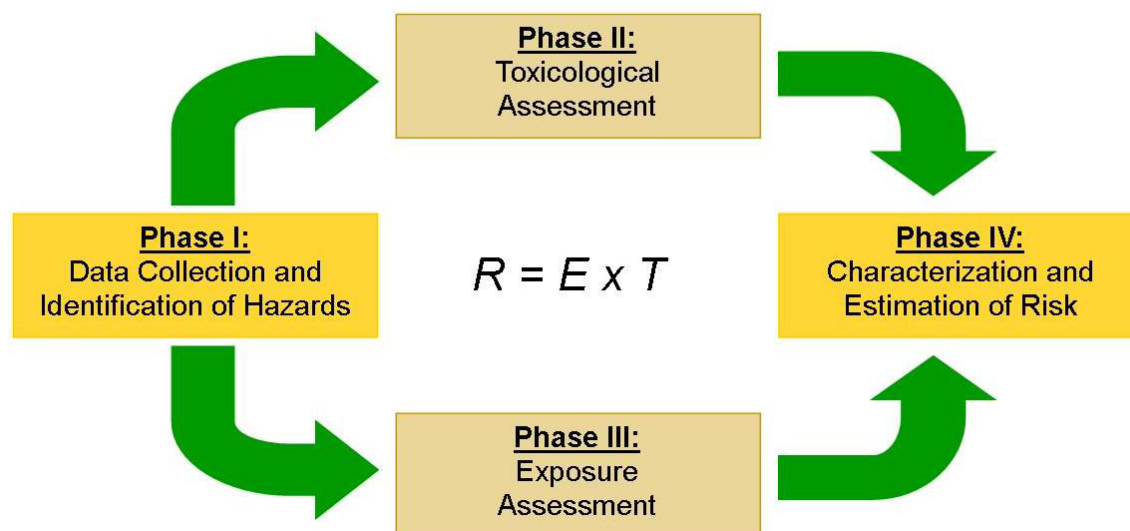 Phase II:
Toxicological
Assessment
Phase I:
Data Collection and
Identification of Hazards
R = E x T
Phase IV:
Characterization and
Estimation of Risk
Phase III:
Exposure
Assessment